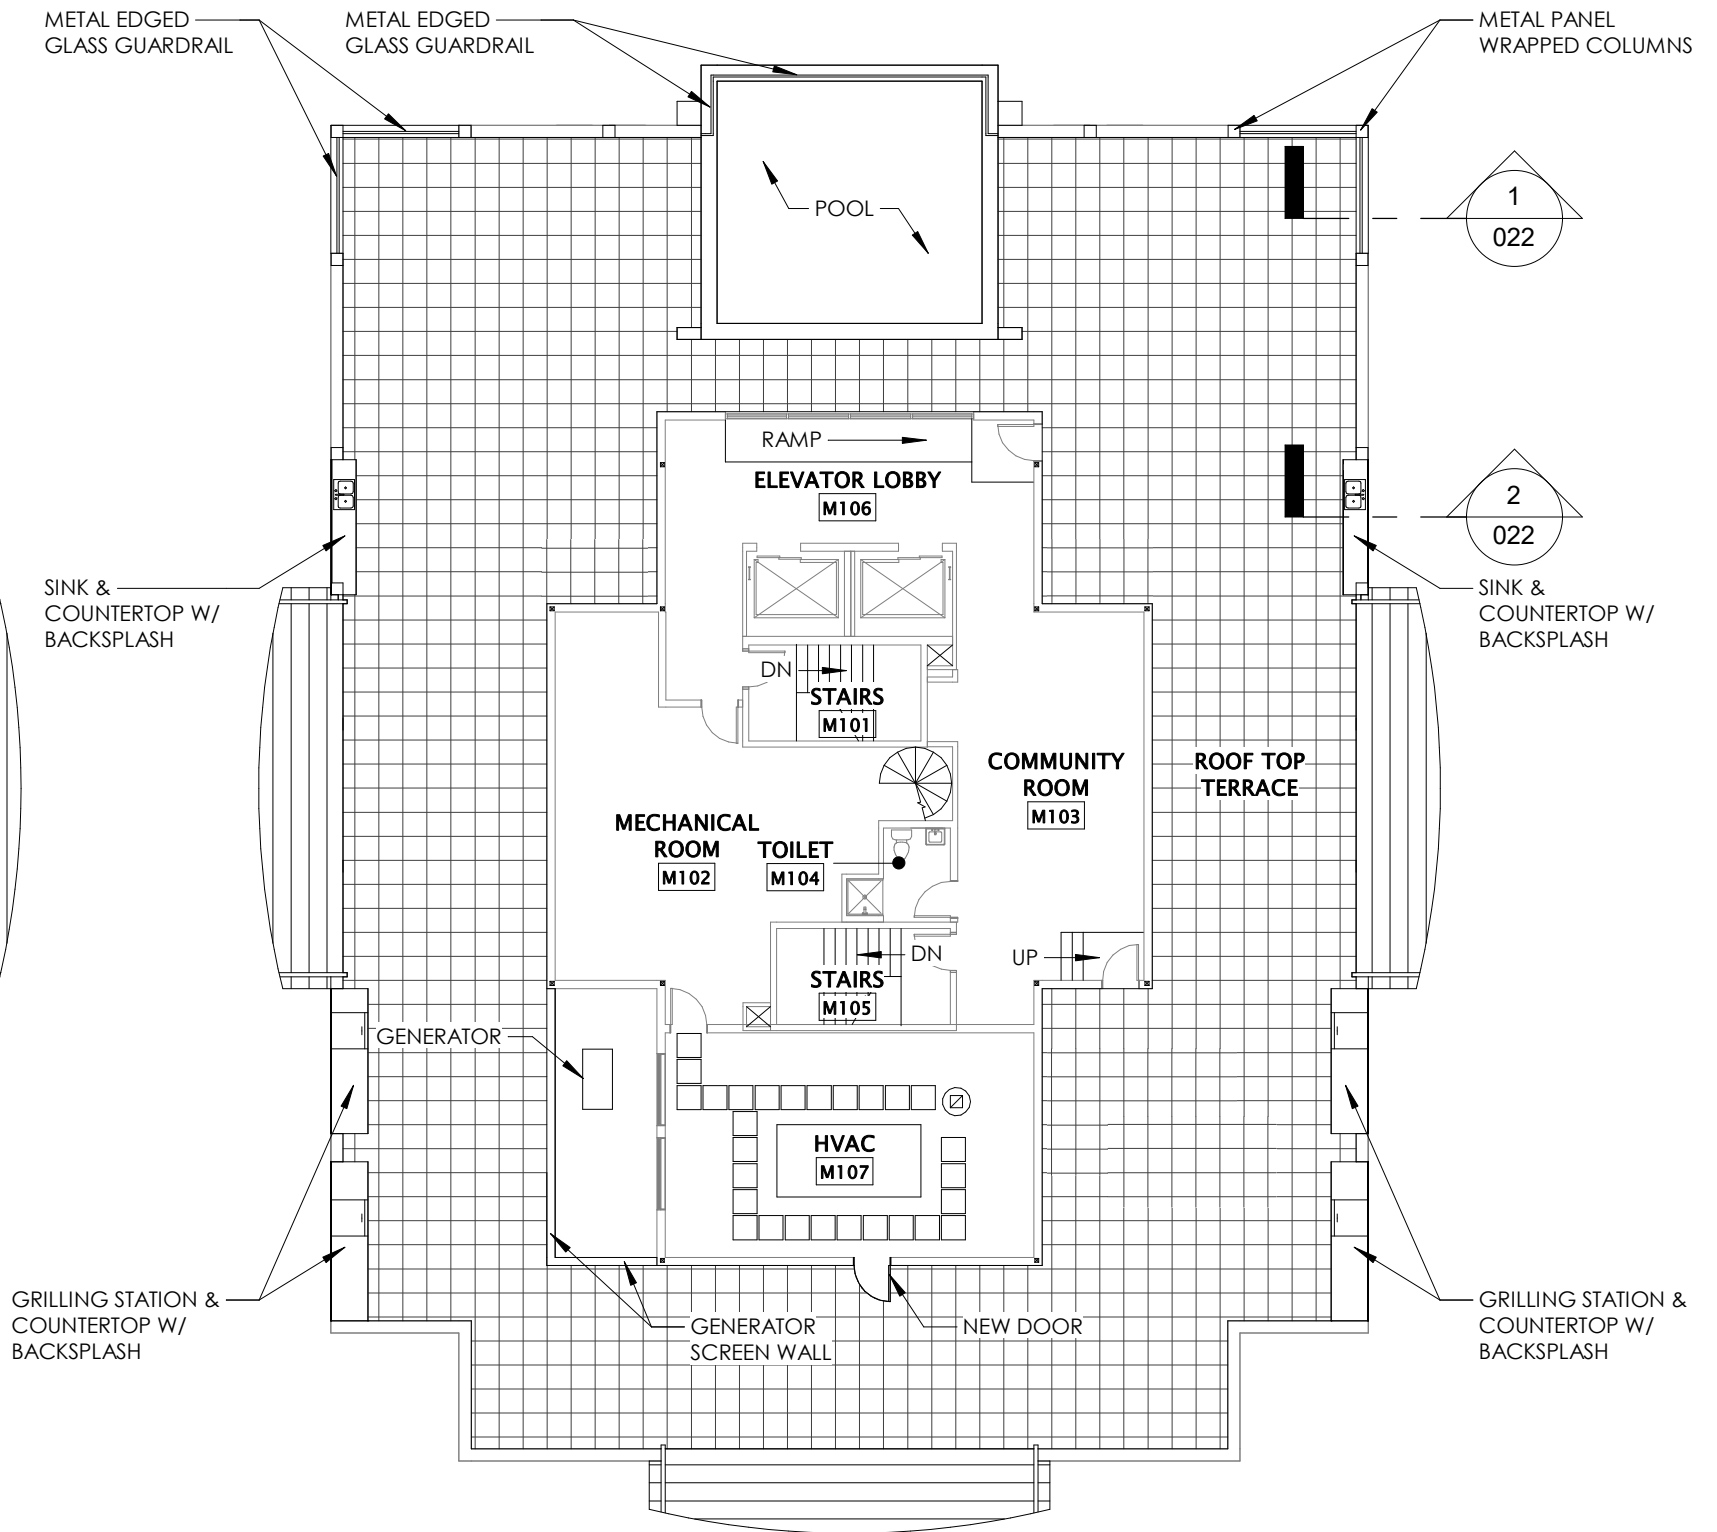 METAL EDGED
GLASS GUARDRAIL
METAL EDGED
GLASS GUARDRAIL
METAL PANEL
WRAPPED COLUMNS
POOL
1
022
RAMP
ELEVATOR LOBBY
M106
2
022
SINK &
COUNTERTOP W/
BACKSPLASH
SINK &
COUNTERTOP W/
BACKSPLASH
DN
STAIRS
M101
COMMUNITY
ROOM
M103
ROOF TOP
TERRACE
MECHANICAL
ROOM
M102
TOILET
M104
DN
UP
STAIRS
M105
GENERATOR
HVAC
M107
GRILLING STATION &
COUNTERTOP W/
BACKSPLASH
GENERATOR
SCREEN WALL
NEW DOOR
GRILLING STATION &
COUNTERTOP W/
BACKSPLASH